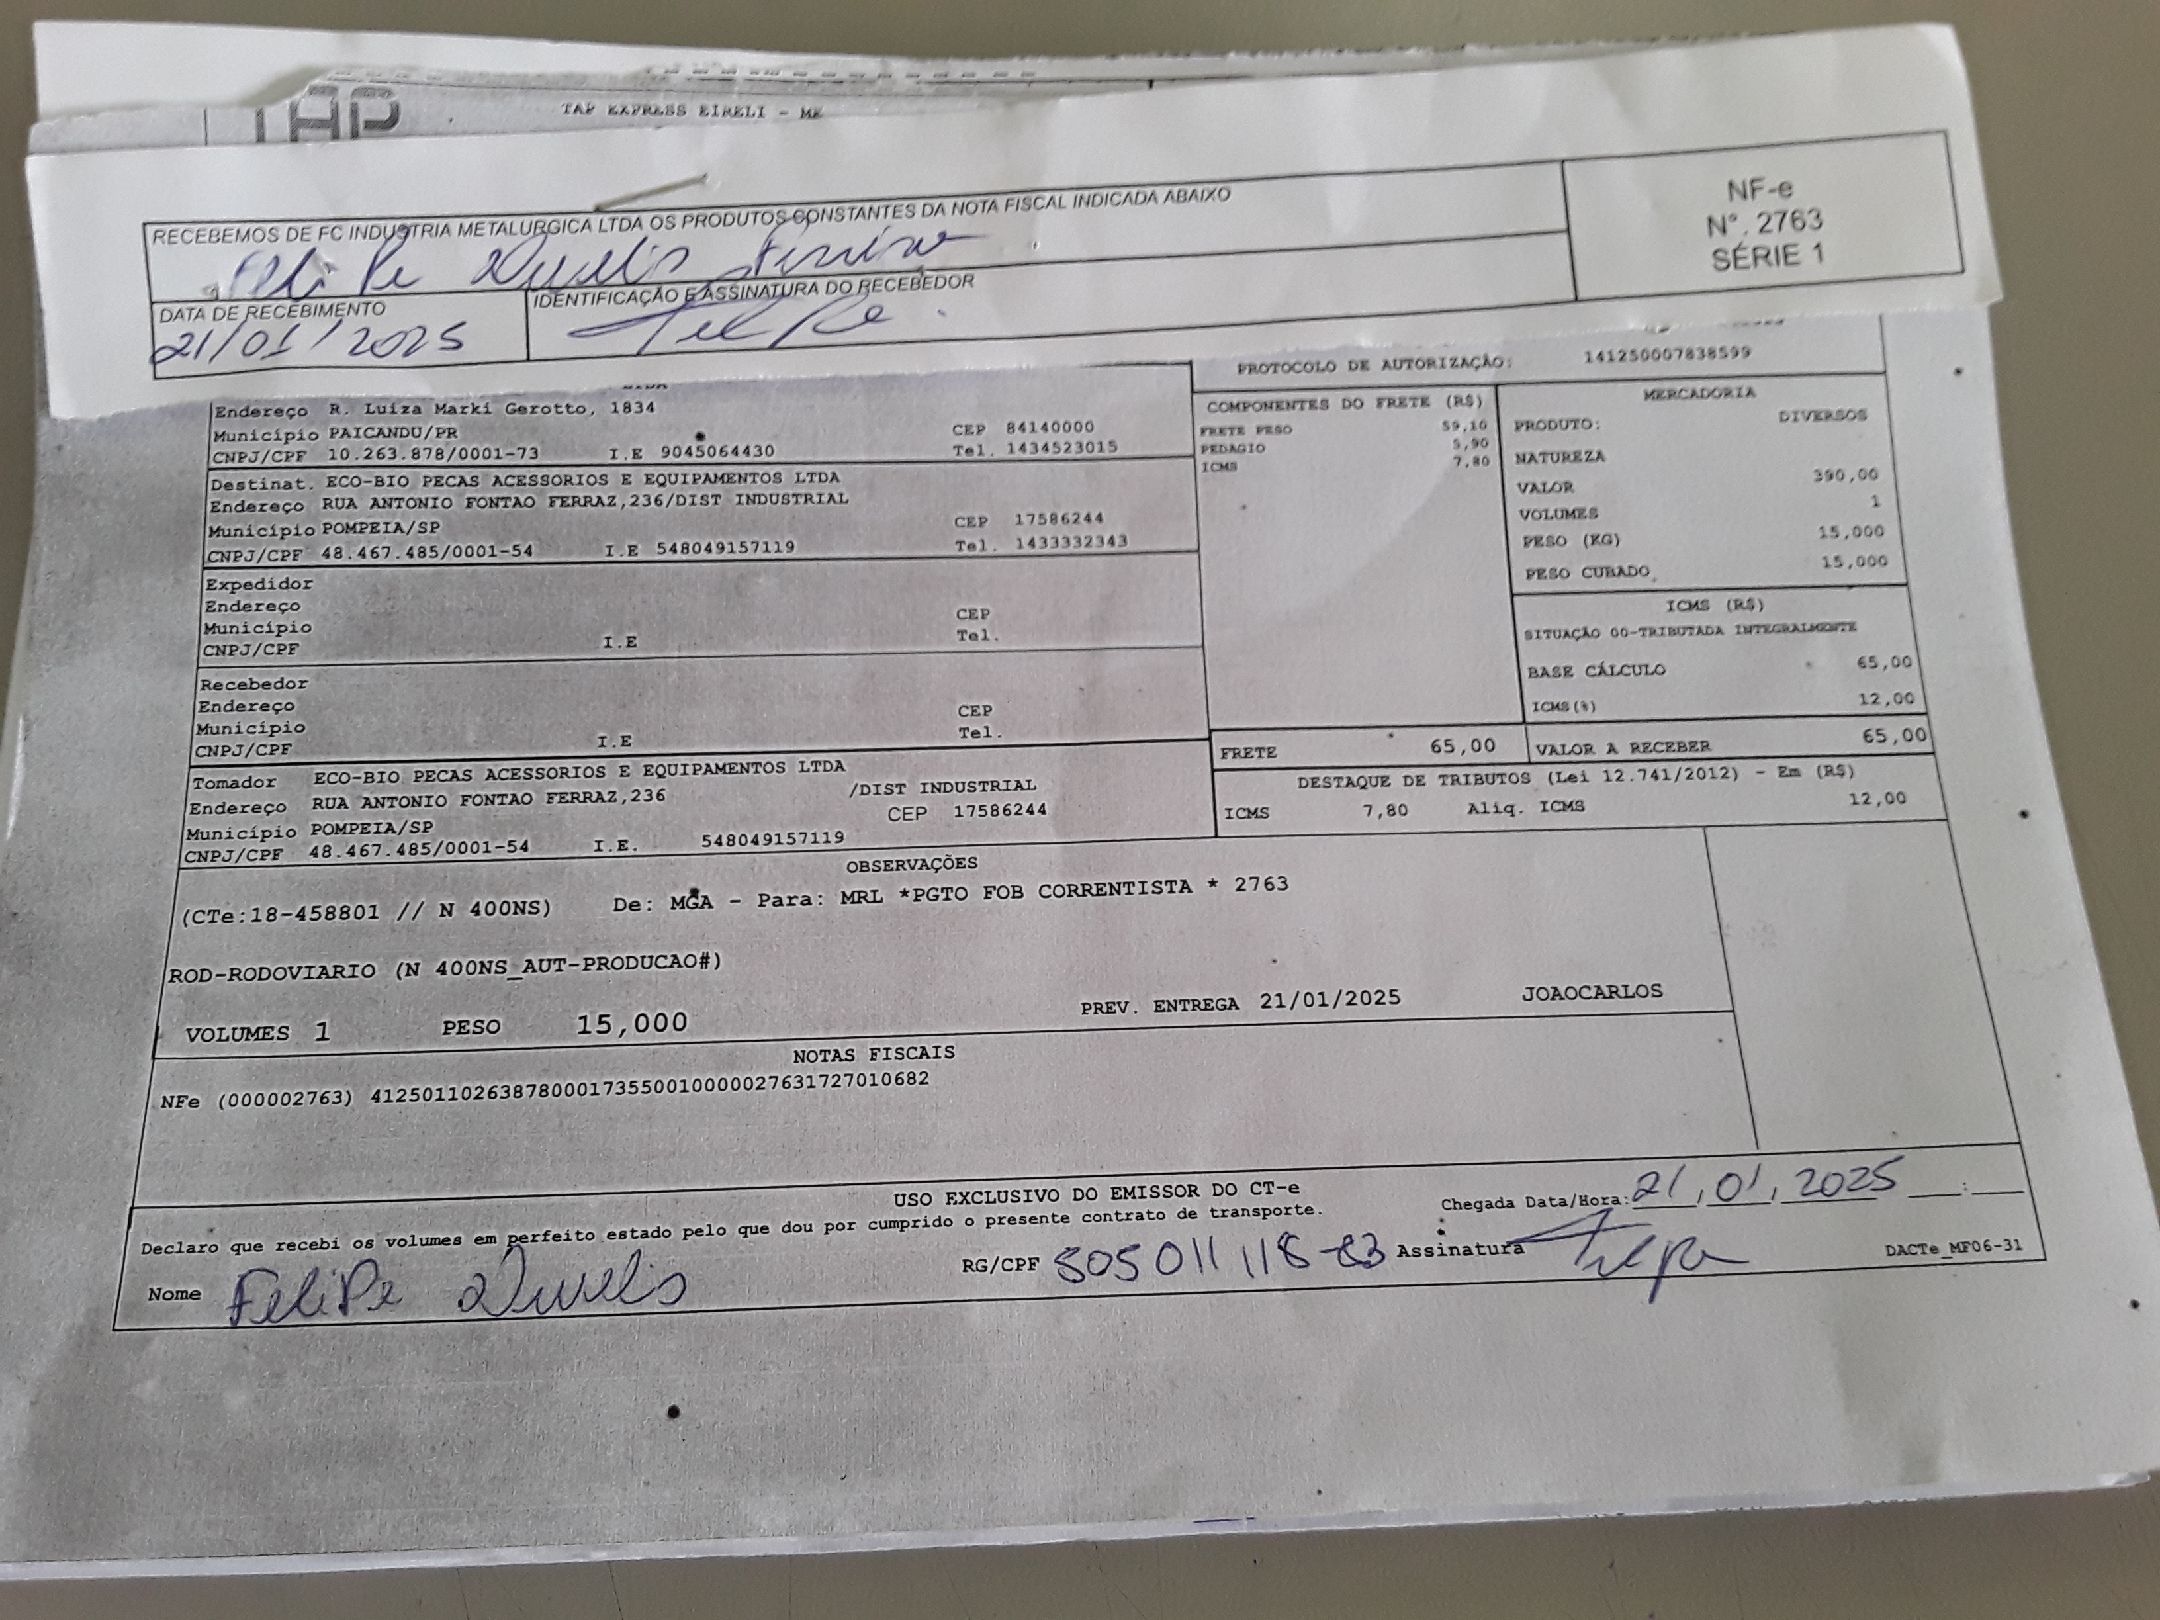 TAP EXPRESS EIRELI - ME
RECEBEMOS DE FC INDUSTRIA METALURGICA LTDA OS PRODUTOS CONSTANTES DA NOTA FISCAL INDICADA ABAIXO
NF-e
N°. 2763
SÉRIE 1
Felipe
DATA DE RECEBIMENTO
21/01/2025
IDENTIFICAÇÃO E ASSINATURA DO RECEBEDOR
PROTOCOLO DE AUTORIZAÇÃO: 141250007838599
LTDA
Endereço R. Luiza Marki Gerotto, 1834
Município PAICANDU/PR CEP 84140000
CNPJ/CPF 10.263.878/0001-73 I.E 9045064430 Tel. 1434523015
Destinat. ECO-BIO PECAS ACESSORIOS E EQUIPAMENTOS LTDA
Endereço RUA ANTONIO FONTAO FERRAZ,236/DIST INDUSTRIAL
Município POMPEIA/SP CEP 17586244
CNPJ/CPF 48.467.485/0001-54 I.E 548049157119 Tel. 1433332343
Expedidor
Endereço
Município CEP
CNPJ/CPF I.E Tel.
Recebedor
Endereço
Município CEP
CNPJ/CPF I.E Tel.
Tomador ECO-BIO PECAS ACESSORIOS E EQUIPAMENTOS LTDA
Endereço RUA ANTONIO FONTAO FERRAZ,236 /DIST INDUSTRIAL
Município POMPEIA/SP CEP 17586244
CNPJ/CPF 48.467.485/0001-54 I.E. 548049157119
COMPONENTES DO FRETE (R$)
FRETE PESO 59,10
PEDAGIO
ICMS 7,80
MERCADORIA
PRODUTO: DIVERSOS
NATUREZA
VALOR 390,00
VOLUMES 1
PESO (KG) 15,000
PESO CUBADO 15,000
ICMS (R$)
SITUAÇÃO 00-TRIBUTADA INTEGRALMENTE
BASE CÁLCULO 65,00
ICMS(%) 12,00
FRETE 65,00 VALOR A RECEBER 65,00
DESTAQUE DE TRIBUTOS (Lei 12.741/2012) - Em (R$)
ICMS 7,80 Aliq. ICMS 12,00
OBSERVAÇÕES
(CTe:18-458801 // N 400NS) De: MGA - Para: MRL *PGTO FOB CORRENTISTA * 2763
ROD-RODOVIARIO (N 400NS_AUT-PRODUCAO#)
VOLUMES 1 PESO 15,000 PREV. ENTREGA 21/01/2025 JOAOCARLOS
NOTAS FISCAIS
NFe (000002763) 41250110263878000173550010000027631727010682
USO EXCLUSIVO DO EMISSOR DO CT-e
Declaro que recebi os volumes em perfeito estado pelo que dou por cumprido o presente contrato de transporte.
Chegada Data/Hora: 21/01/2025 ___:___
Nome Felipe
RG/CPF
Assinatura
DACTe_MF06-31